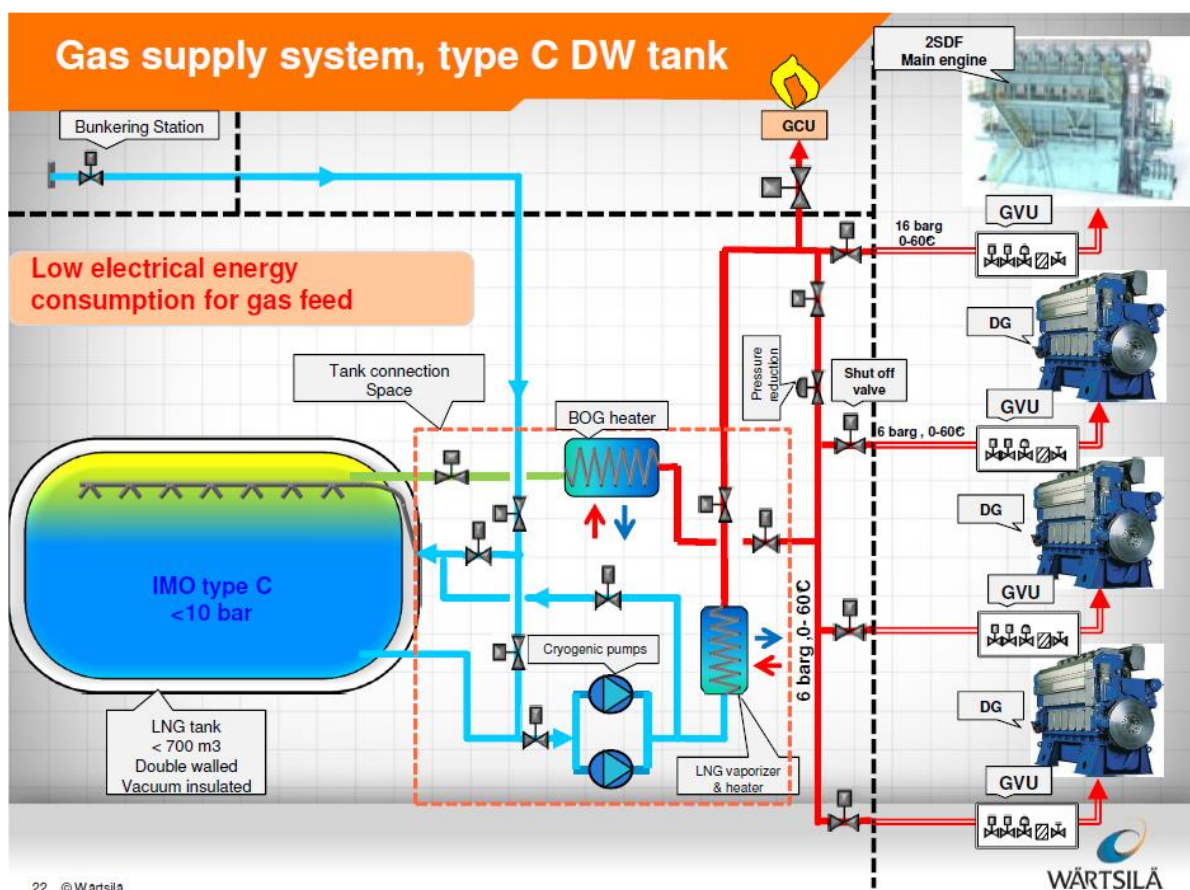 Gas supply system, type C DW tank
2SDF
Main engine
Bunkering Station
GCU
GVU
16 barg
0-60€
Low electrical energy
consumption for gas feed
DG
Tank connection
Space
Pressure
reduction
Shut off
valve
GVU
BOG heater
6 barg , 0-60€
DG
IMO type C
<10 bar
6 barg ,0- 60€
GVU
Cryogenic pumps
DG
LNG tank
< 700 m3
Double walled
Vacuum insulated
LNG vaporizer
& heater
GVU
WÄRTSILÄ
22 © Wärtsilä